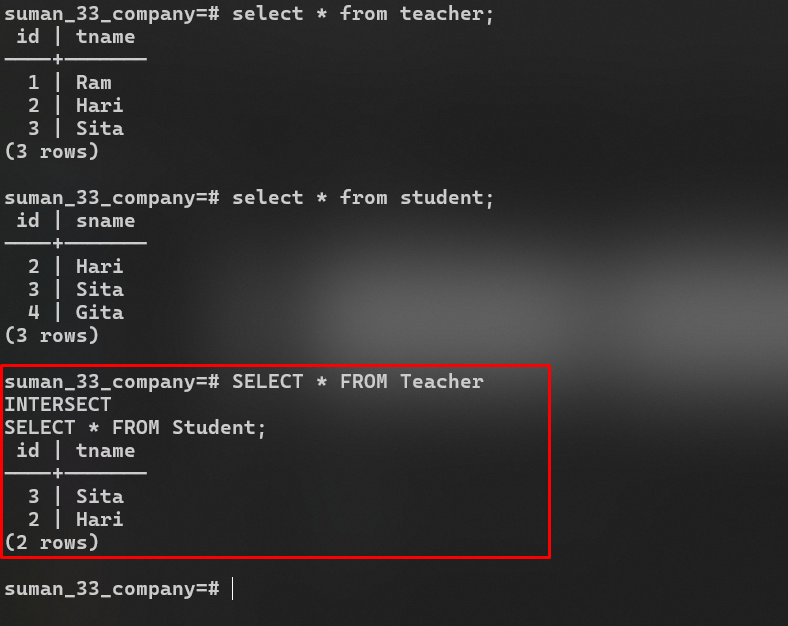 suman_33_company=# select * from teacher;
 id | tname
----+-------
  1 | Ram
  2 | Hari
  3 | Sita
(3 rows)

suman_33_company=# select * from student;
 id | sname
----+-------
  2 | Hari
  3 | Sita
  4 | Gita
(3 rows)

suman_33_company=# SELECT * FROM Teacher
INTERSECT
SELECT * FROM Student;
 id | tname
----+-------
  3 | Sita
  2 | Hari
(2 rows)

suman_33_company=#